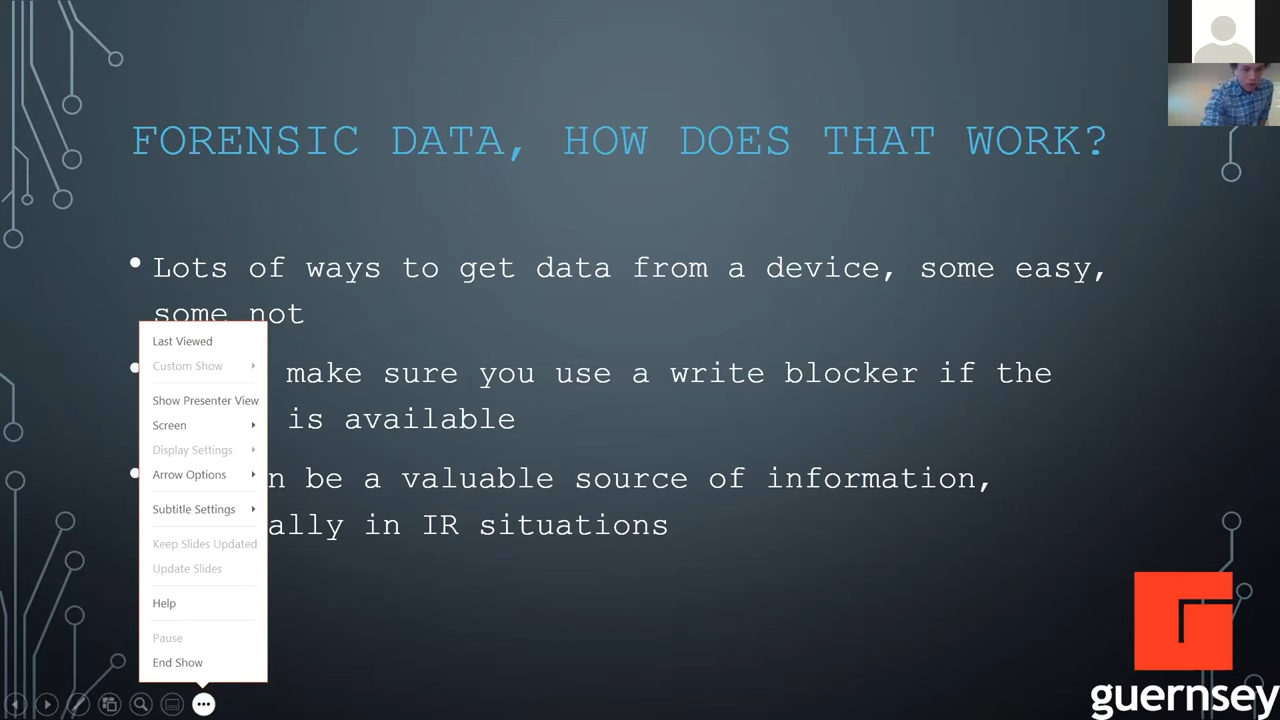 FORENSIC DATA, HOW DOES THAT WORK?
Lots of ways to get data from a device, some easy,
some not
make sure you use a write blocker if the
is available
n be a valuable source of information,
ally in IR situations
Last Viewed
Custom Show
Show Presenter View
Screen
Display Settings
Arrow Options
Subtitle Settings
Keep Slides Updated
Update Slides
Help
Pause
End Show
guernsey